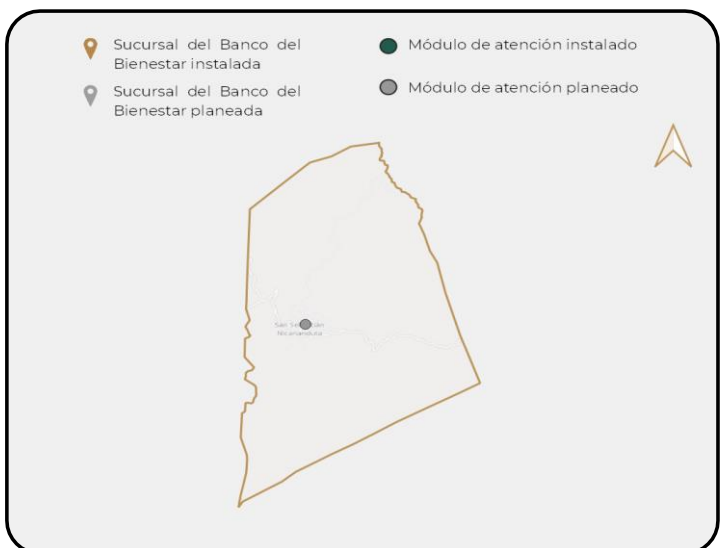 Sucursal del Banco del
Bienestar instalada
Sucursal del Banco del
Bienestar planeada
Módulo de atención instalado
Módulo de atención planeado
San